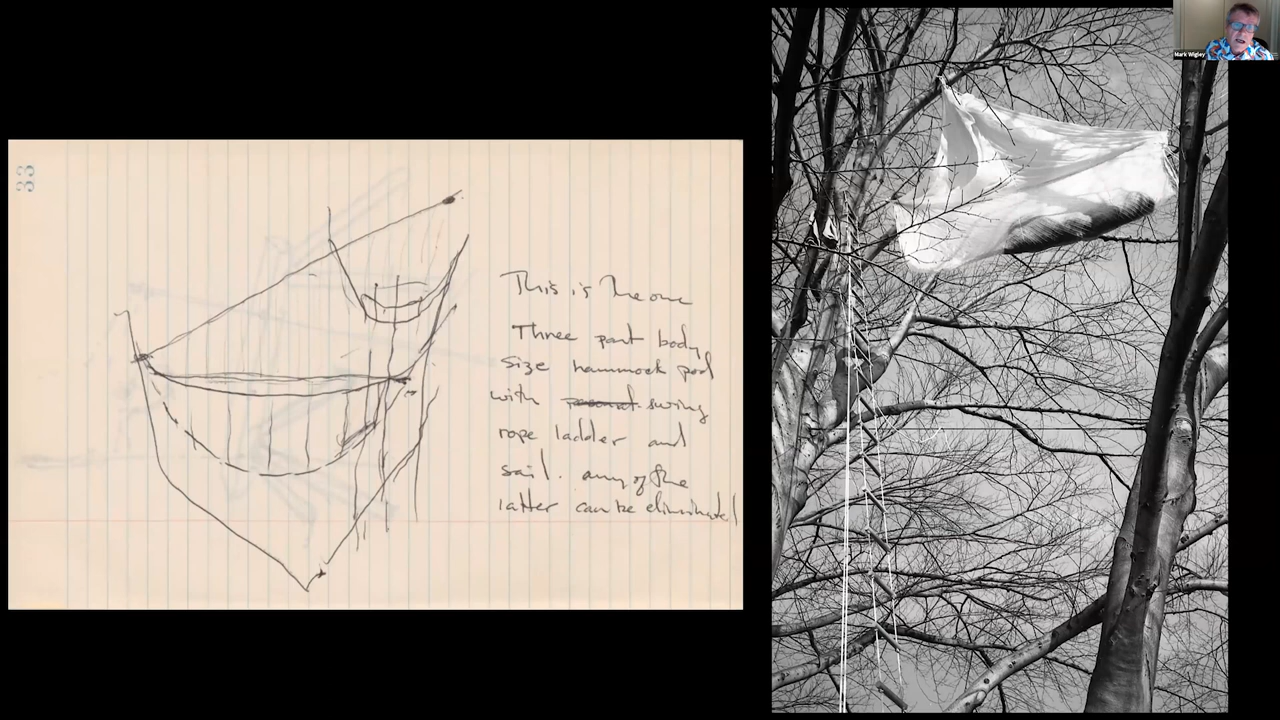 33
This is the one
Three part body
size hammock pod
with swing
rope ladder and
sail. any of the
latter can be eliminated
Mark Wigley